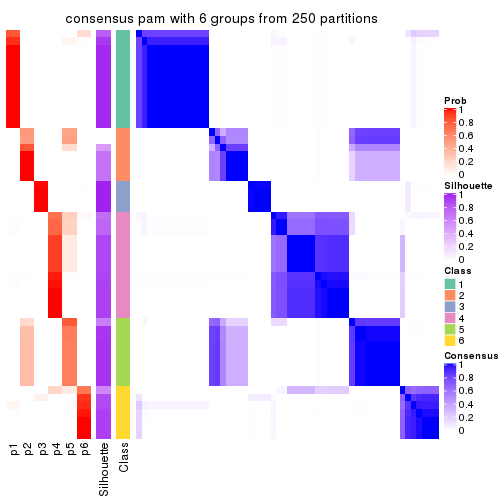 consensus pam with 6 groups from 250 partitions
Prob
1
0.8
0.6
0.4
0.2
0
Silhouette
1
0.8
0.6
0.4
0.2
0
Class
1
2
3
4
5
6
Consensus
1
0.8
0.6
0.4
0.2
0
p1
p2
p3
p4
p5
p6
Silhouette
Class